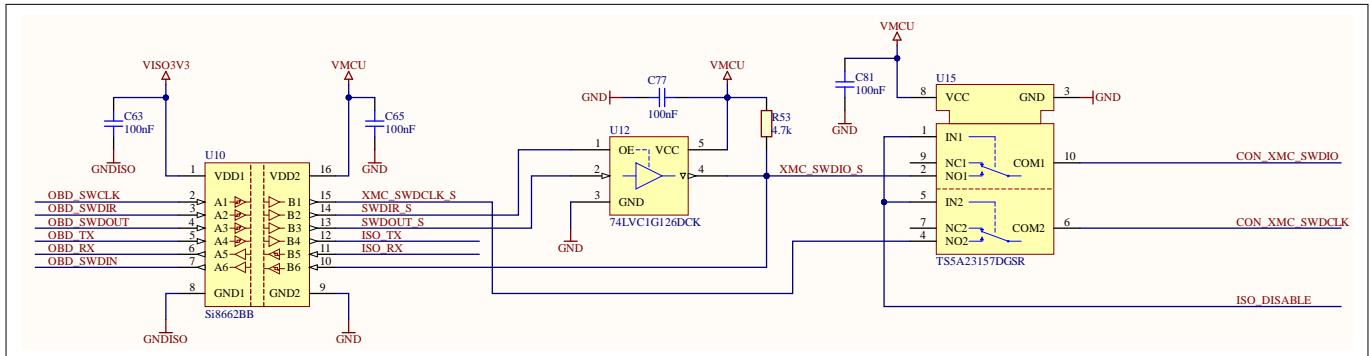 VMCU
VISO3V3 VMCU VMCU
C77 C81 U15
100nF
8 VCC GND 3 GND
GND
100nF R53
4.7k
C63 C65 U12 GND
100nF 100nF
1 OE VCC 5 1 IN1
GNDISO U10 GND 9 NC1 COM1 10 CON_XMC_SWDIO
1 VDD1 VDD2 16 2 4 XMC_SWDIO_S 2 NO1
OBD_SWCLK 2 A1 B1 15 XMC_SWDCLK_S 3 GND 5 IN2
OBD_SWDIR 3 A2 B2 14 SWDIR_S
OBD_SWDOUT 4 A3 B3 13 SWDOUT_S 74LVC1G126DCK 7 NC2 COM2 6 CON_XMC_SWDCLK
OBD_TX 5 A4 B4 12 ISO_TX 4 NO2
OBD_RX 6 A5 B5 11 ISO_RX GND
OBD_SWDIN 7 A6 B6 10 TS5A23157DGSR
8 GND1 GND2 9
ISO_DISABLE
Si8662BB
GNDISO GND